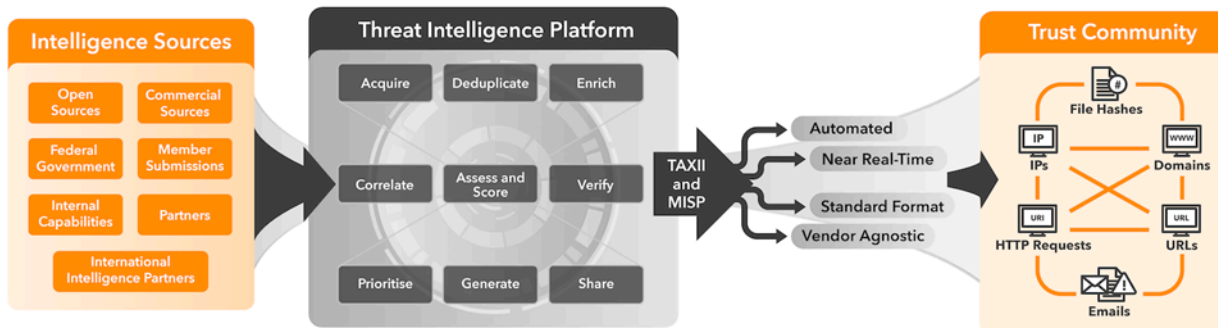 Intelligence Sources
Open
Sources
Commercial
Sources
Federal
Government
Member
Submissions
Internal
Capabilities
Partners
International
Intelligence Partners
Threat Intelligence Platform
Acquire
Deduplicate
Enrich
Correlate
Assess and
Score
Verify
Prioritise
Generate
Share
TAXII
and
MISP
Automated
Near Real-Time
Standard Format
Vendor Agnostic
Trust Community
#
File Hashes
IP
IPs
WWW
Domains
URI
HTTP Requests
URL
URLs
Emails